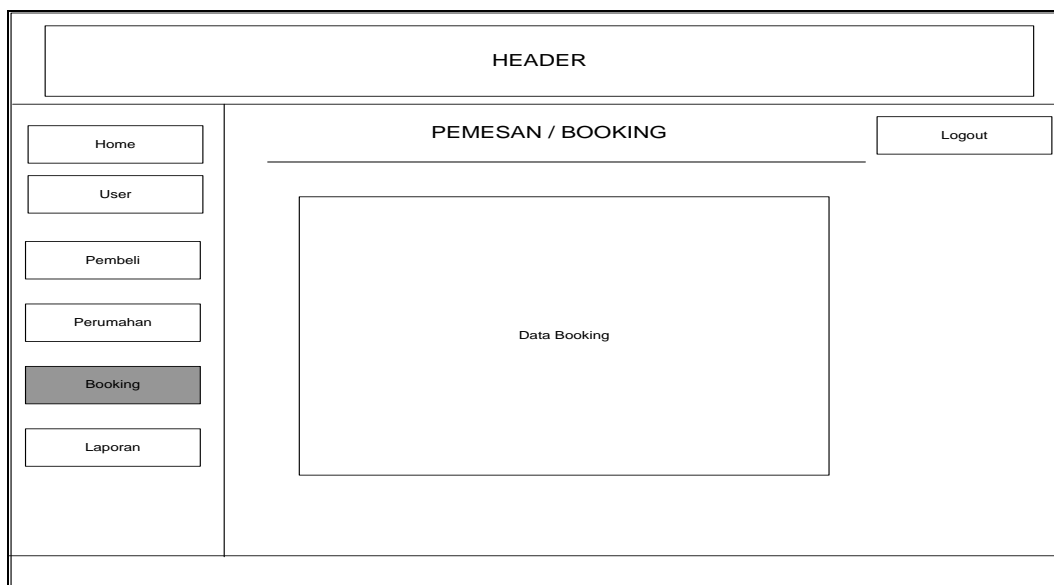 HEADER
Home
User
Pembeli
Perumahan
Booking
Laporan
PEMESAN / BOOKING
Logout
Data Booking